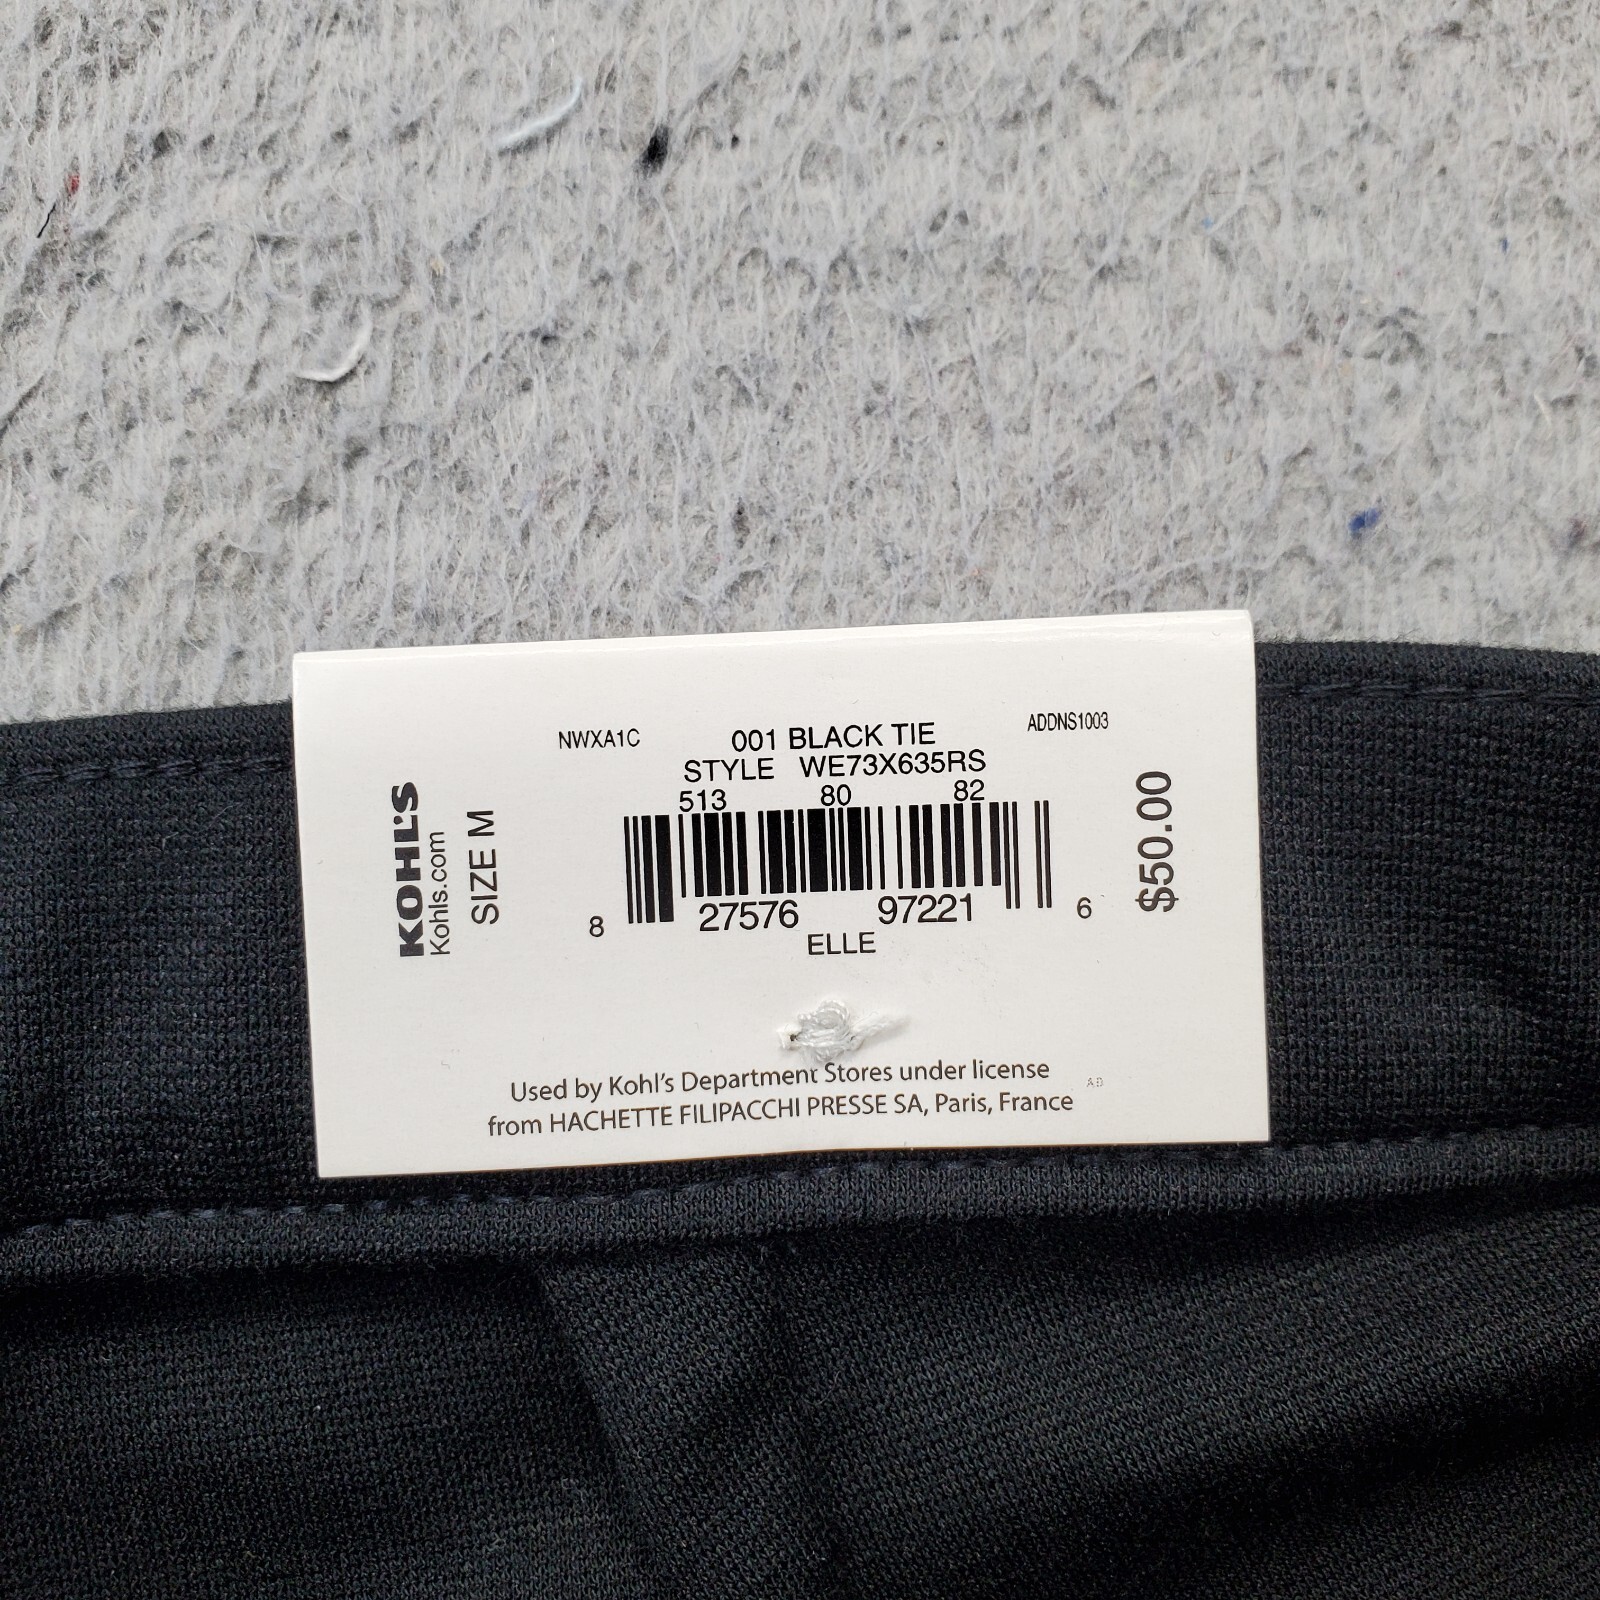 NWXA1C 001 BLACK TIE ADDNS1003
STYLE WE73X635RS
513 80 82
KOHL'S
Kohls.com
SIZE M
$50.00
8 27576 97221 6
ELLE
Used by Kohl's Department Stores under license
from HACHETTE FILIPACCHI PRESSE SA, Paris, France
AB